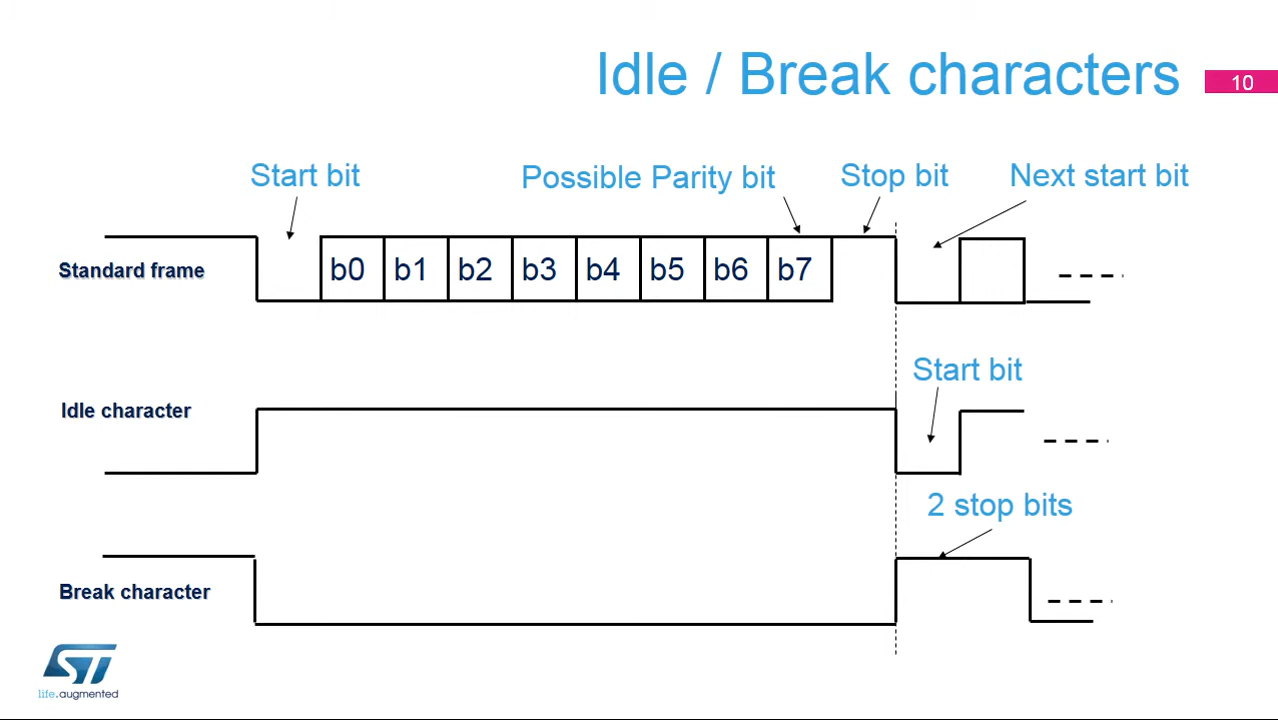 Idle / Break characters
10
Start bit
Possible Parity bit
Stop bit
Next start bit
Standard frame
b0 b1 b2 b3 b4 b5 b6 b7
Start bit
Idle character
2 stop bits
Break character
ST
life.augmented